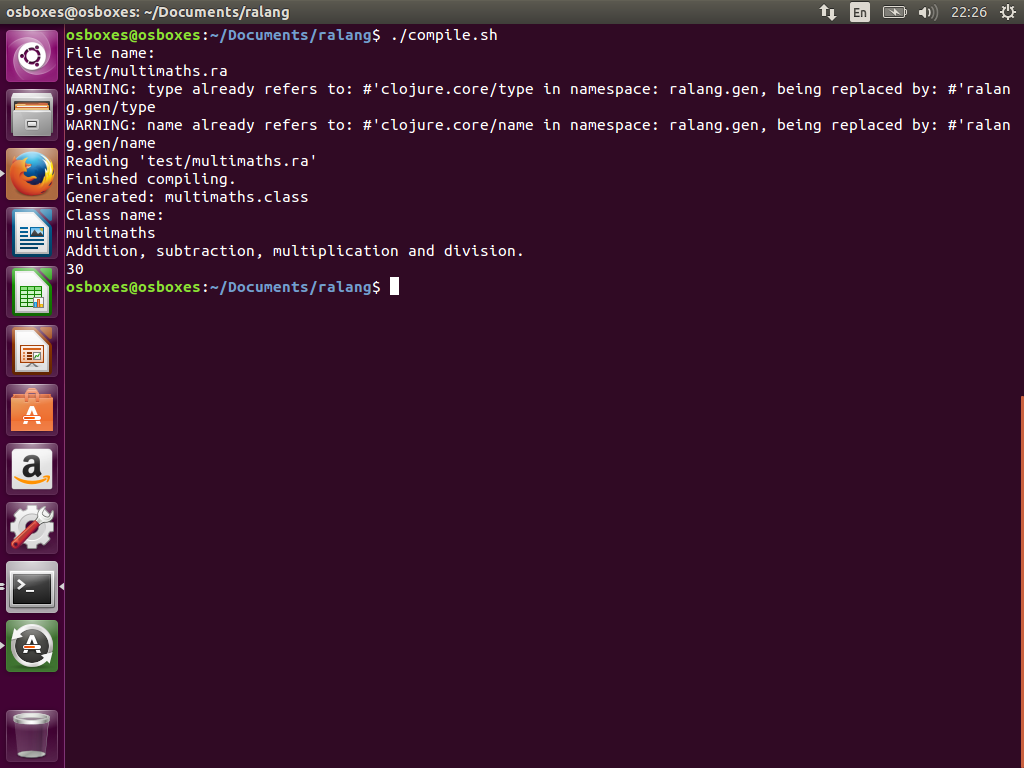 osboxes@osboxes: ~/Documents/ralang
En
22:26
osboxes@osboxes:~/Documents/ralang$ ./compile.sh
File name:
test/multimaths.ra
WARNING: type already refers to: #'clojure.core/type in namespace: ralang.gen, being replaced by: #'ralan
g.gen/type
WARNING: name already refers to: #'clojure.core/name in namespace: ralang.gen, being replaced by: #'ralan
g.gen/name
Reading 'test/multimaths.ra'
Finished compiling.
Generated: multimaths.class
Class name:
multimaths
Addition, subtraction, multiplication and division.
30
osboxes@osboxes:~/Documents/ralang$